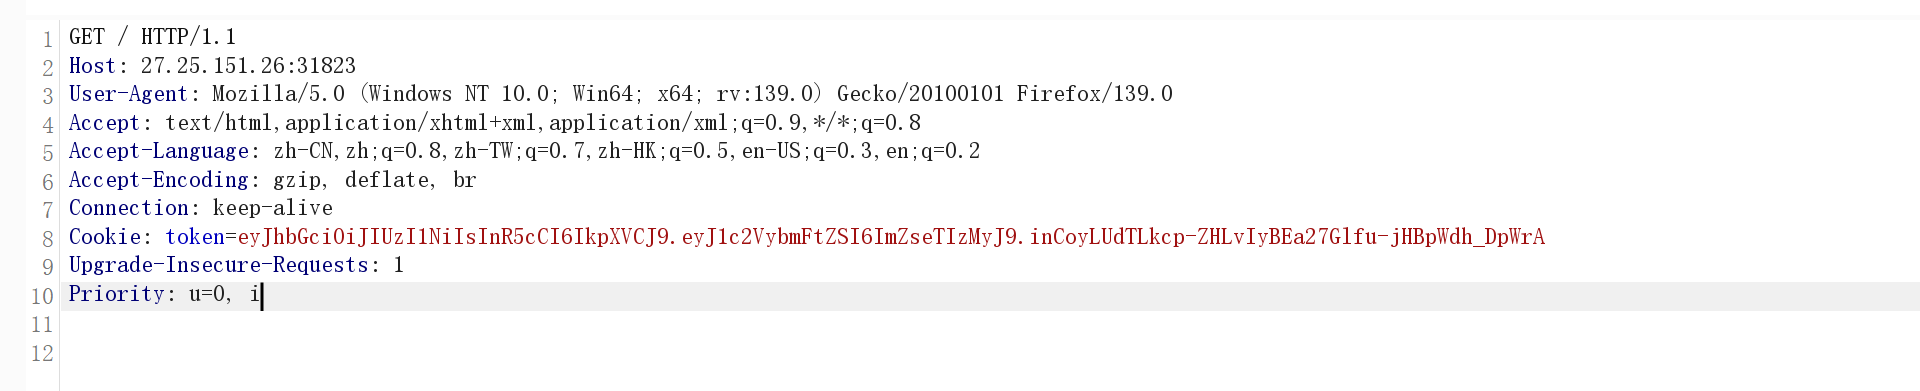 1 GET / HTTP/1.1
2 Host: 27.25.151.26:31823
3 User-Agent: Mozilla/5.0 (Windows NT 10.0; Win64; x64; rv:139.0) Gecko/20100101 Firefox/139.0
4 Accept: text/html,application/xhtml+xml,application/xml;q=0.9,*/*;q=0.8
5 Accept-Language: zh-CN,zh;q=0.8,zh-TW;q=0.7,zh-HK;q=0.5,en-US;q=0.3,en;q=0.2
6 Accept-Encoding: gzip, deflate, br
7 Connection: keep-alive
8 Cookie: token=eyJhbGciOiJIUzI1NiIsInR5cCI6IkpXVCJ9.eyJ1c2VybmFtZSI6ImZseTIzMyJ9.inCoyLUdTLkcp-ZHLvIyBEa27Glfu-jHBpWdh_DpWrA
9 Upgrade-Insecure-Requests: 1
10 Priority: u=0, i
11
12